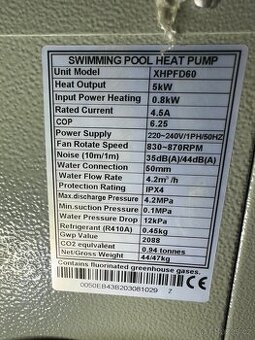 SWIMMING POOL HEAT PUMP
Unit Model XHPFD60
Heat Output 5kW
Input Power Heating 0.8kW
Rated Current 4.5A
COP 6.25
Power Supply 220~240V/1PH/50HZ
Fan Rotate Speed 830~870RPM
Noise (10m/1m) 35dB(A)/44dB(A)
Water Connection 50mm
Water Flow Rate 4.2m³/h
Protection Rating IPX4
Max.discharge Pressure 4.2MPa
Min.suction Pressure 0.1MPa
Water Pressure Drop 12kPa
Refrigerant (R410A) 0.45kg
Gwp Value 2088
CO2 equivalent 0.94 tonnes
Net/Gross Weight 44/47kg
Contains fluorinated greenhouse gases.